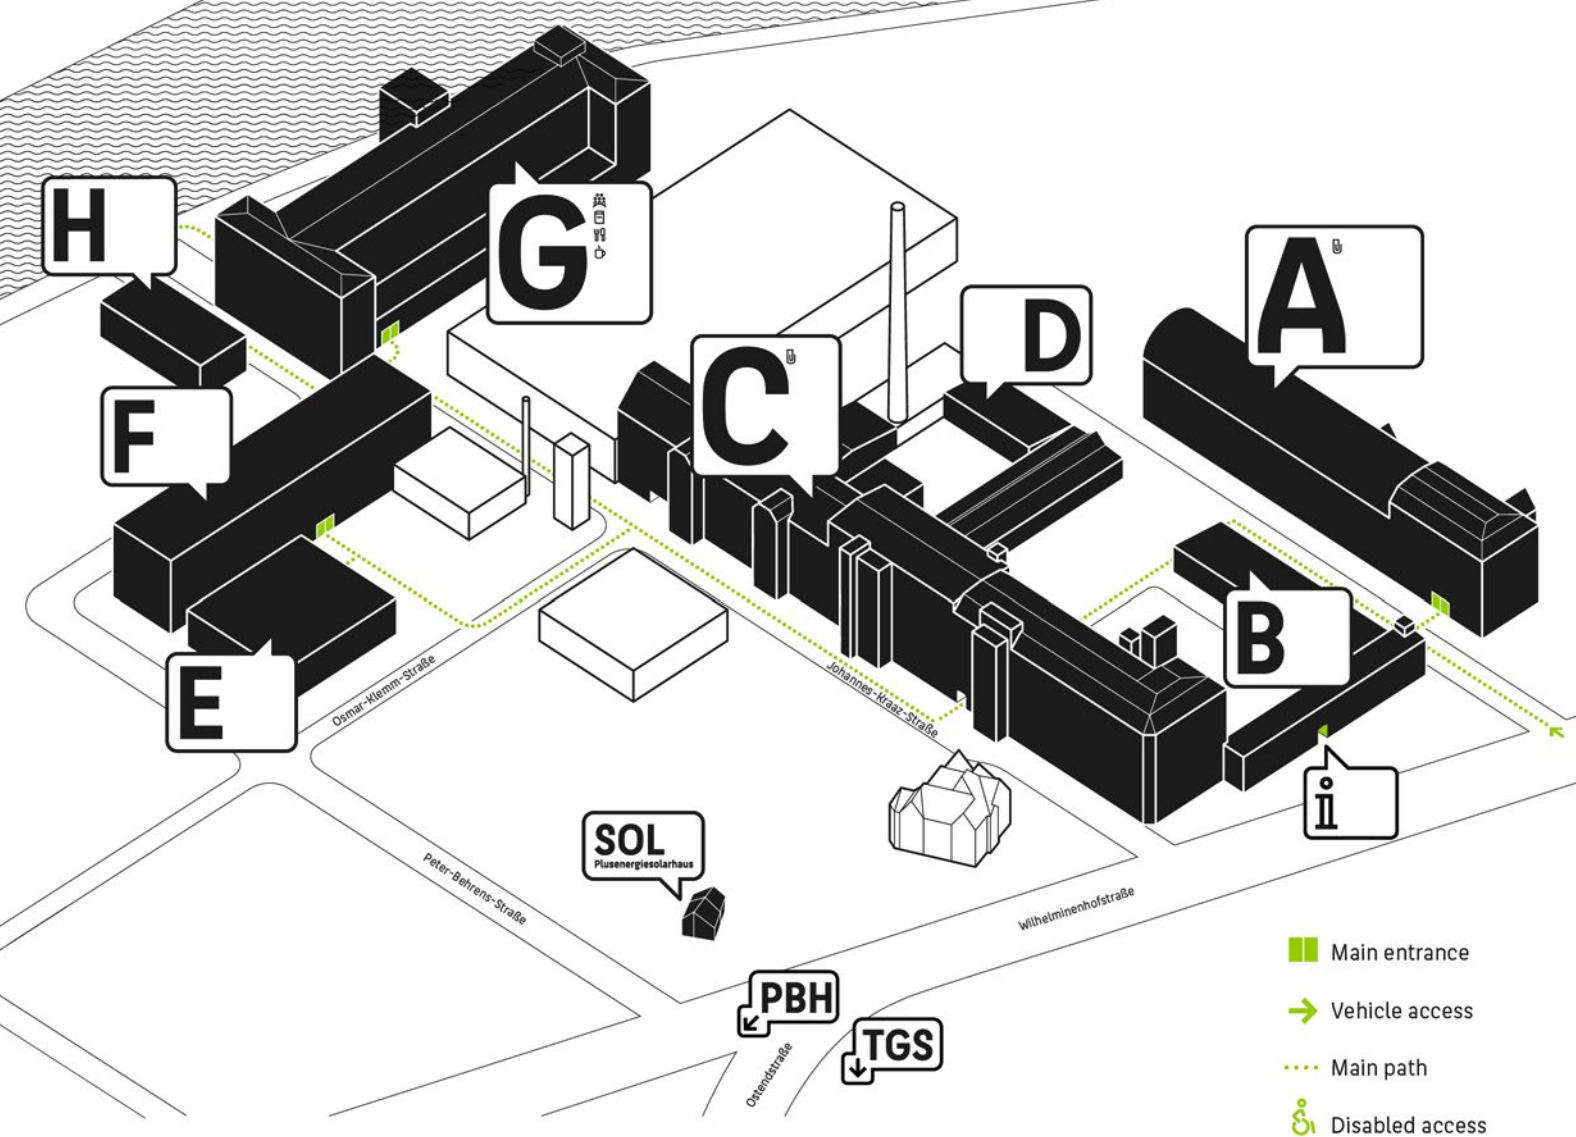 H
G
A
D
C
F
B
E
Osmar-Klemm-Straße
Johannes-Kraaz-Straße
i
SOL
Plusenergiesolarhaus
Peter-Behrens-Straße
Wilhelminenhofstraße
PBH
TGS
Ostendstraße
Main entrance
Vehicle access
Main path
Disabled access